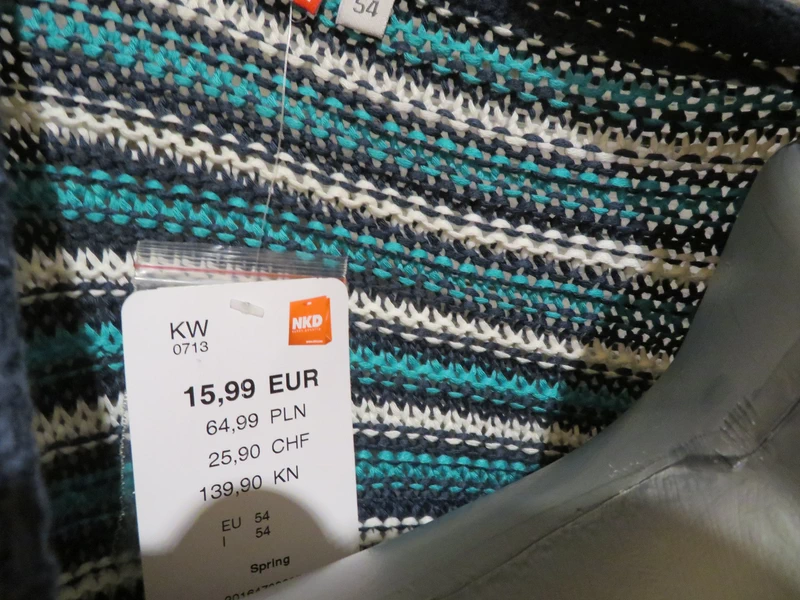 54
KW
0713
NKD
15,99 EUR
64,99 PLN
25,90 CHF
139,90 KN
EU 54
I 54
Spring